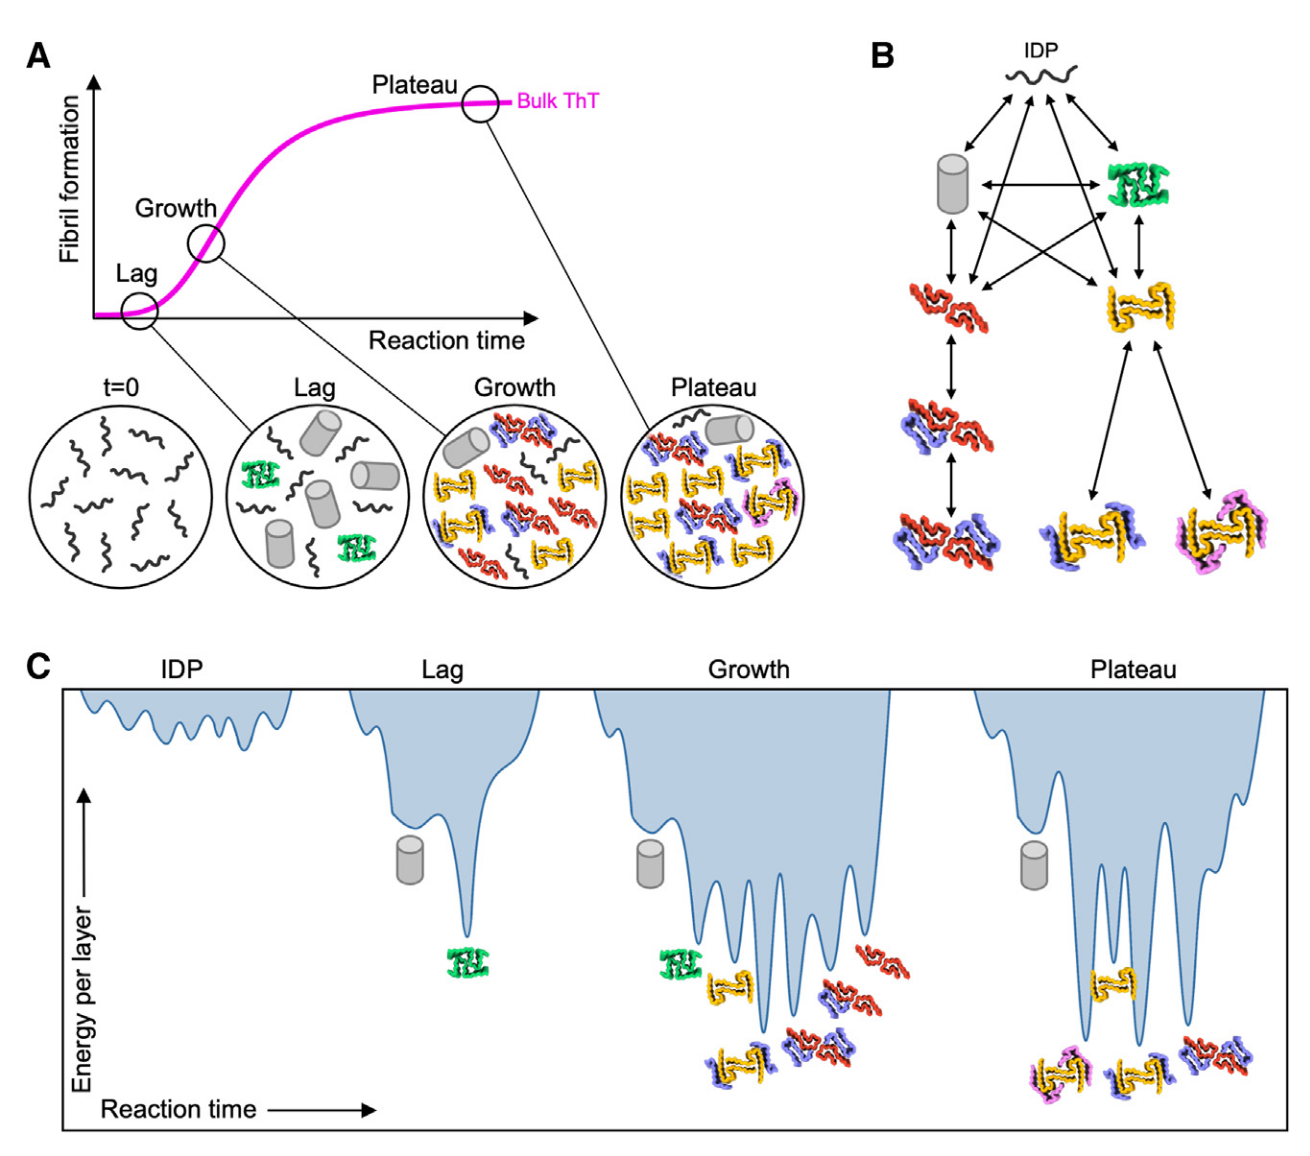 A
Fibril formation
Plateau
Bulk ThT
Growth
Lag
Reaction time
t=0
Lag
Growth
Plateau
B
IDP
C
IDP
Lag
Growth
Plateau
Energy per layer
Reaction time